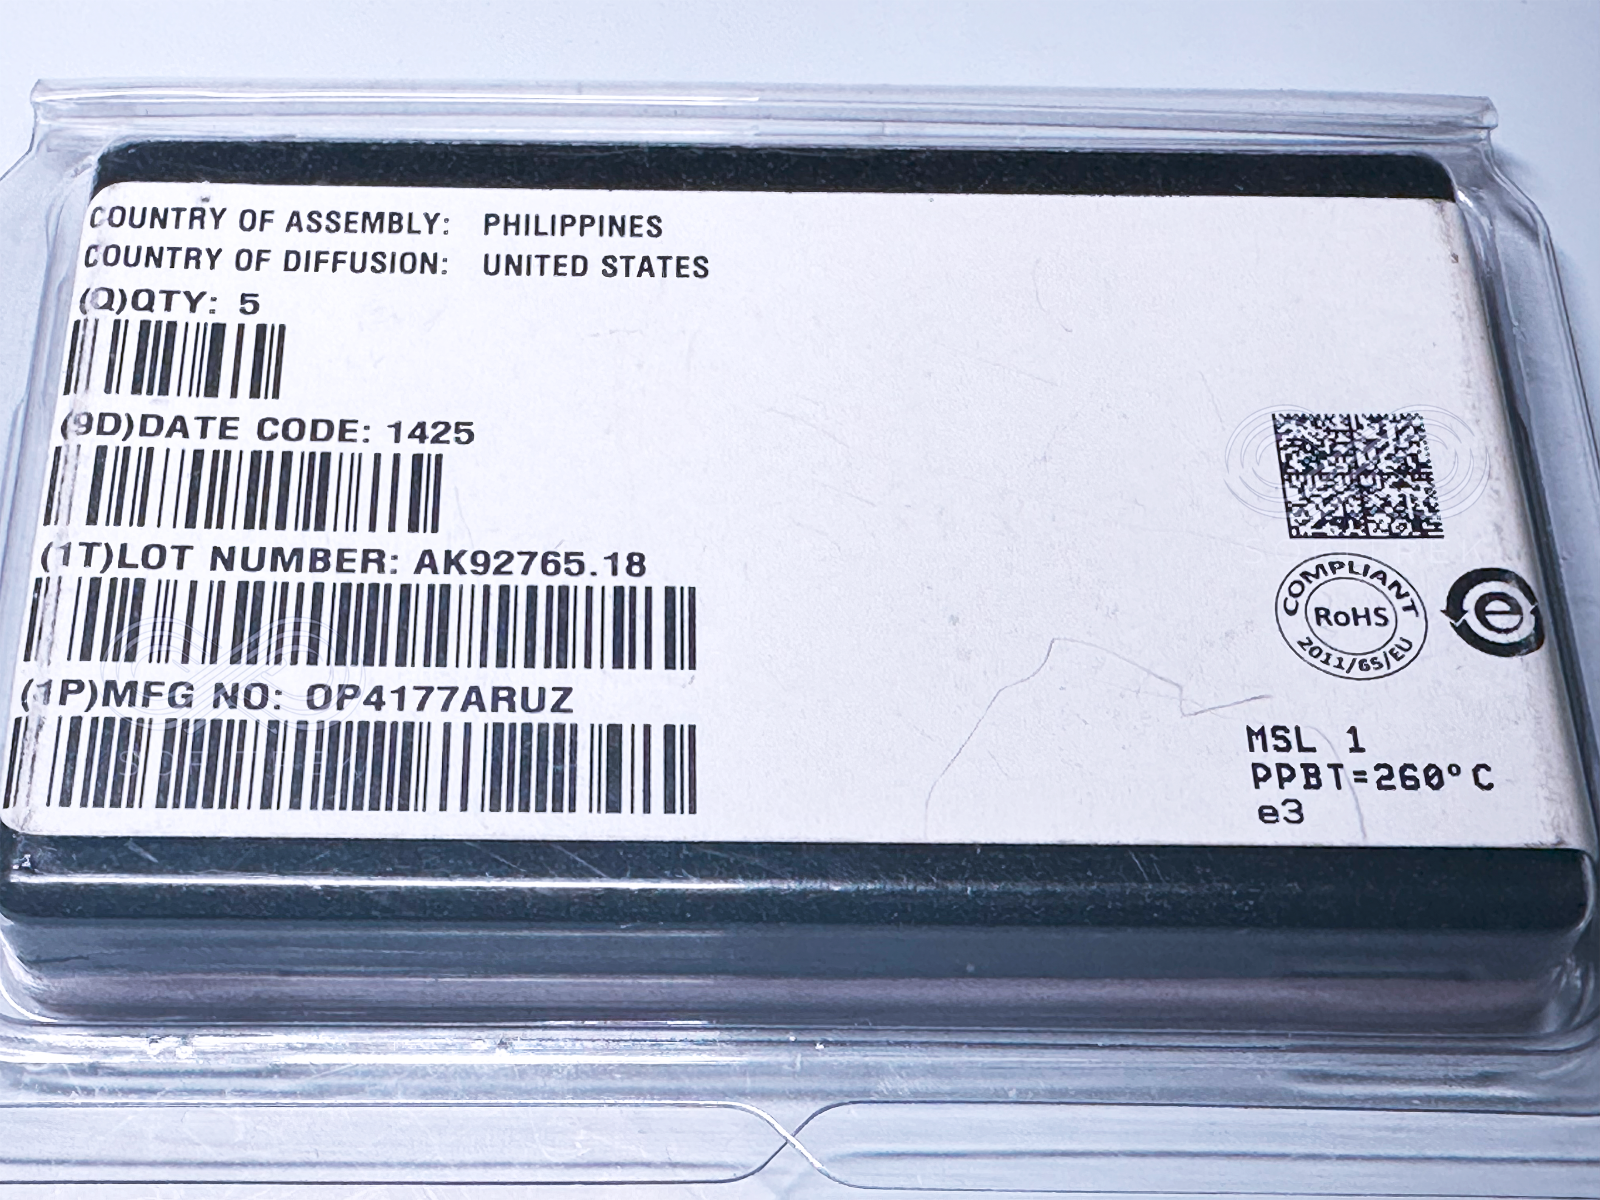 COUNTRY OF ASSEMBLY: PHILIPPINES
COUNTRY OF DIFFUSION: UNITED STATES
(Q)QTY: 5
(9D)DATE CODE: 1425
(1T)LOT NUMBER: AK92765.18
(1P)MFG NO: OP4177ARUZ
COMPLIANT
RoHS
2011/65/EU
e
MSL 1
PPBT=260°C
e3